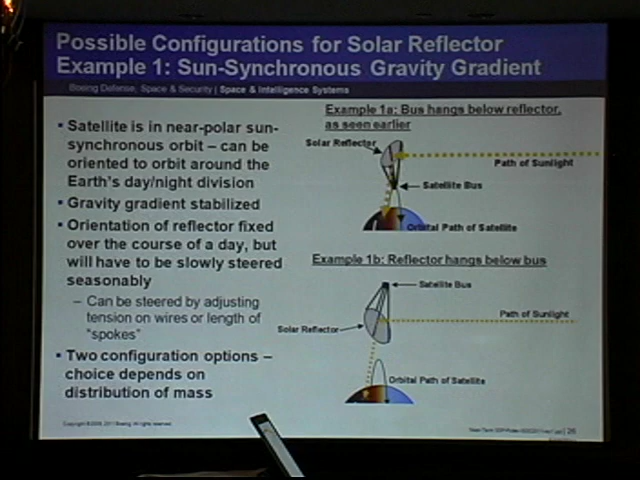 Possible Configurations for Solar Reflector
Example 1: Sun-Synchronous Gravity Gradient
Boeing Defense, Space & Security | Space & Intelligence Systems
▪ Satellite is in near-polar sun-
synchronous orbit – can be
oriented to orbit around the
Earth's day/night division
▪ Gravity gradient stabilized
▪ Orientation of reflector fixed
over the course of a day, but
will have to be slowly steered
seasonably
– Can be steered by adjusting
tension on wires or length of
"spokes"
▪ Two configuration options –
choice depends on
distribution of mass
Example 1a: Bus hangs below reflector,
as seen earlier
Solar Reflector
Path of Sunlight
Satellite Bus
Orbital Path of Satellite
Example 1b: Reflector hangs below bus
Satellite Bus
Path of Sunlight
Solar Reflector
Orbital Path of Satellite
Boeing. All rights reserved.
| 26